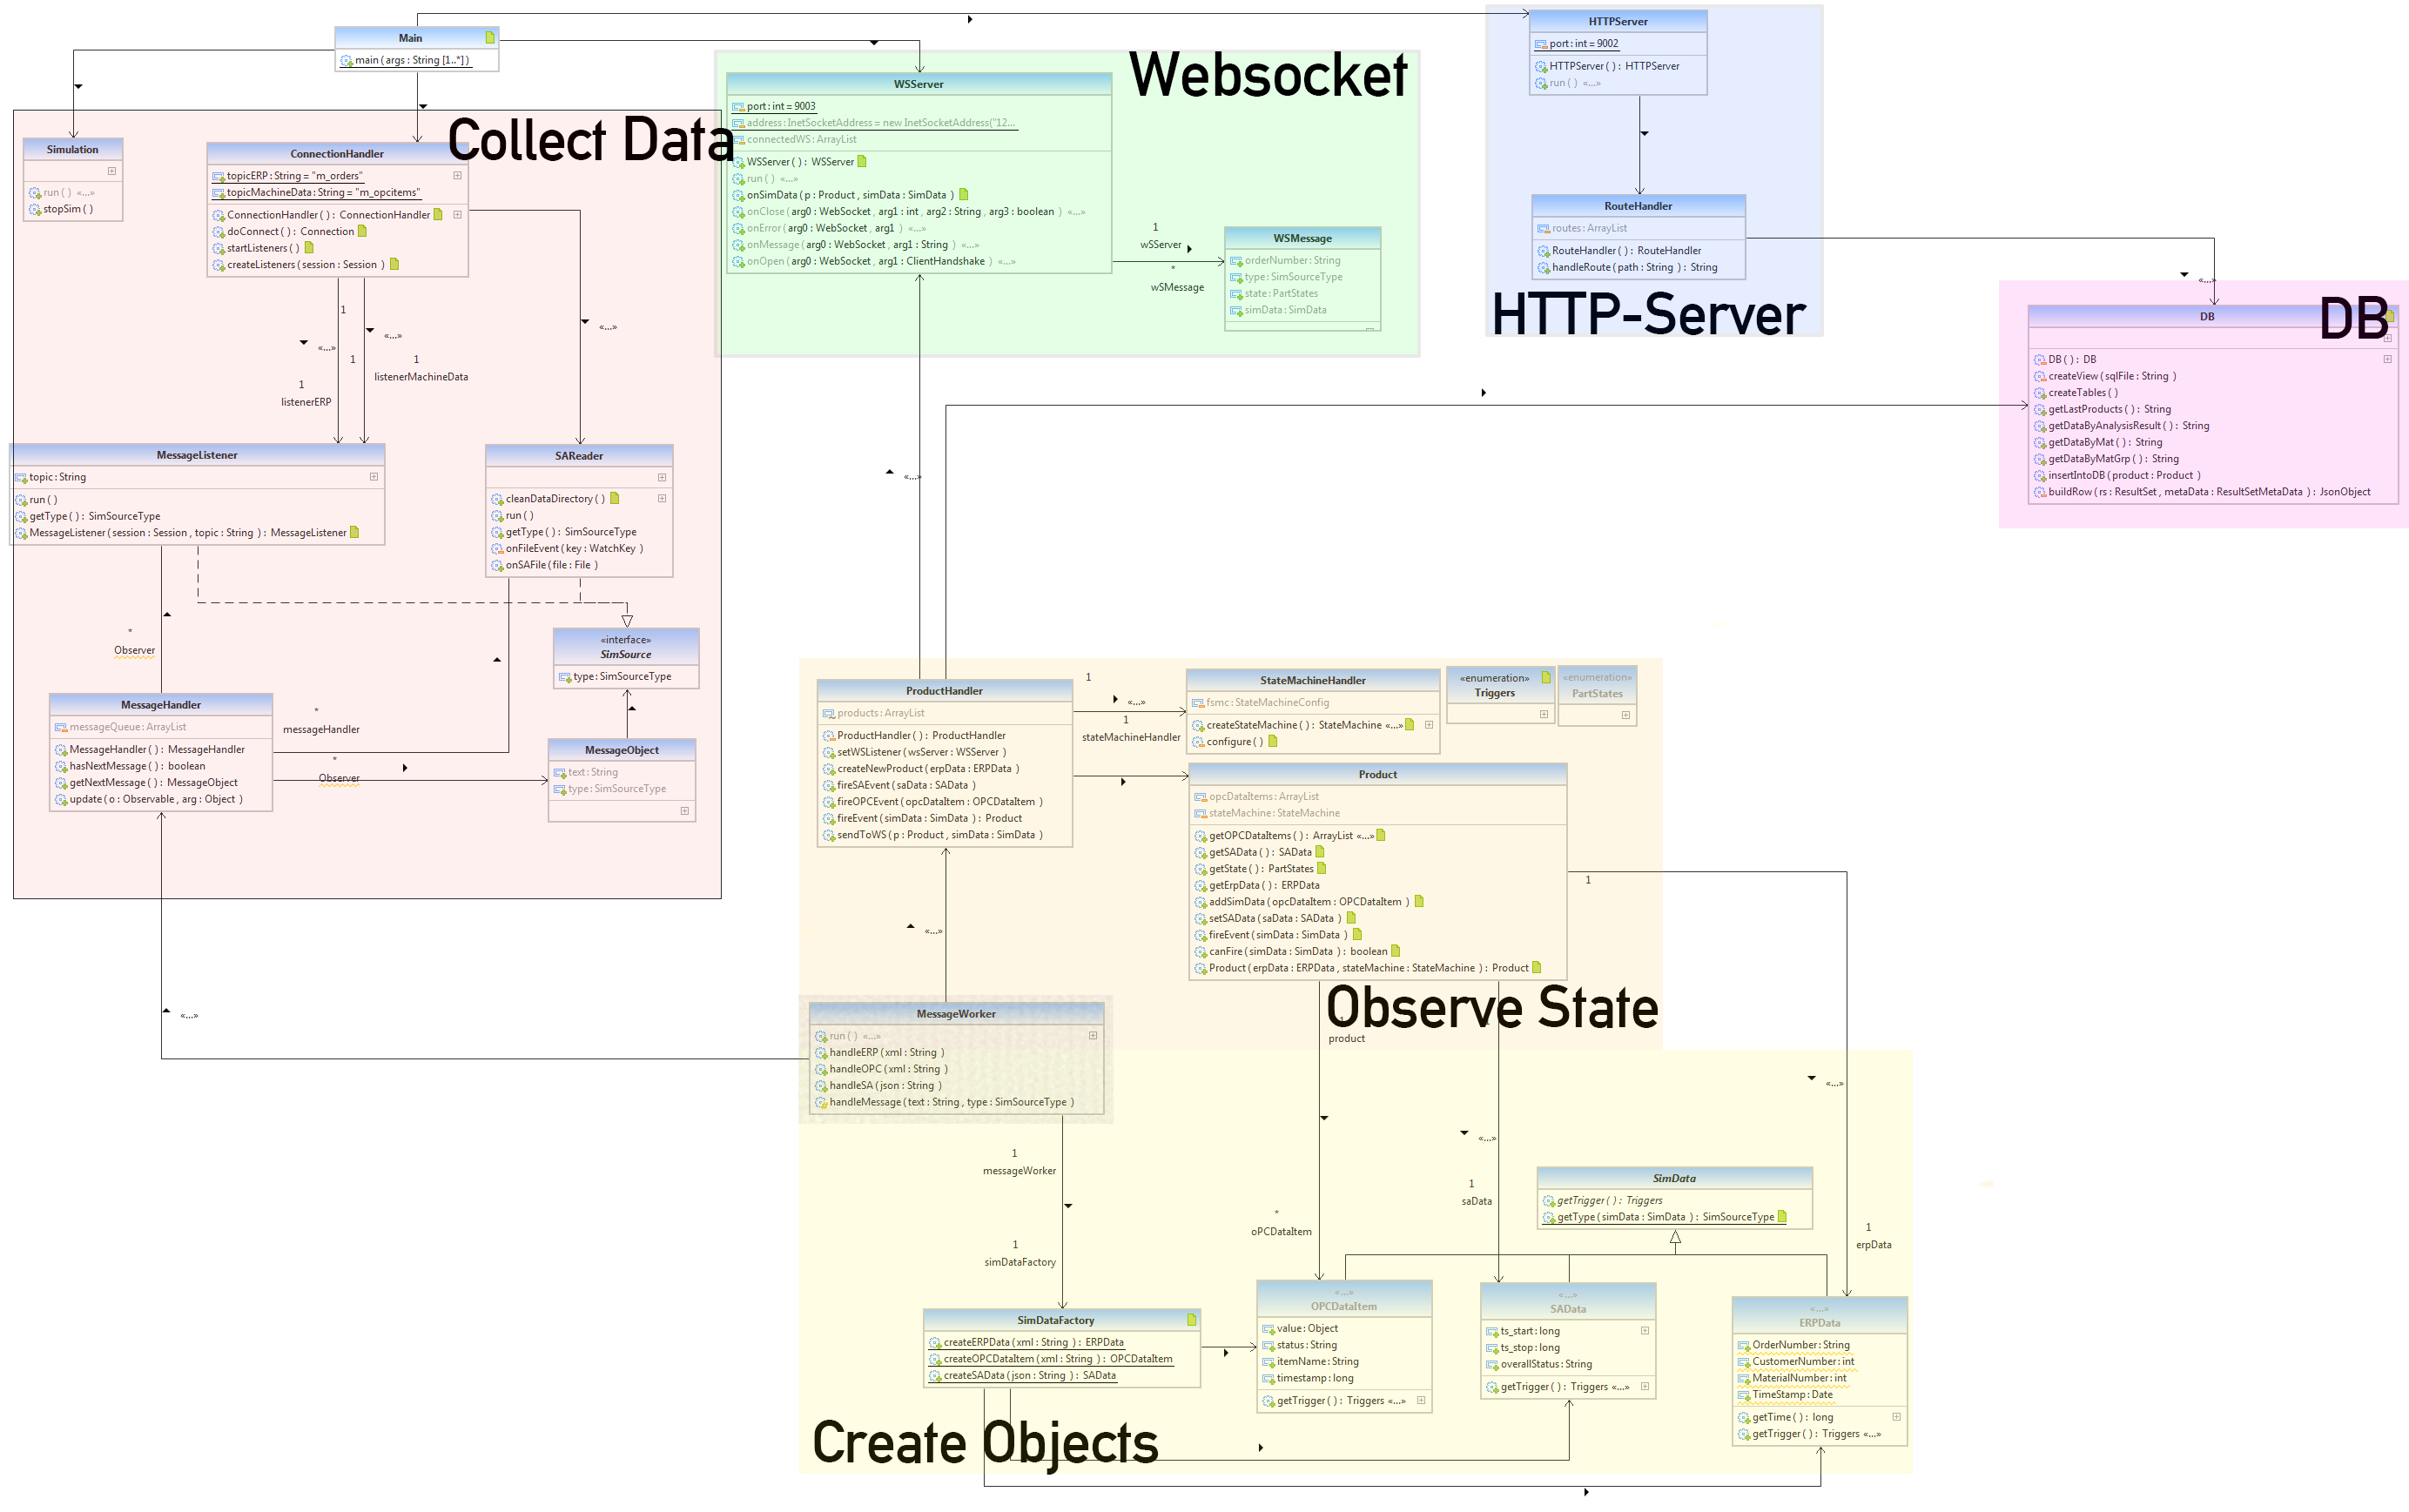 Main
main ( args : String [1..*] )
Collect Data
Simulation
run ( ) «...»
stopSim ( )
ConnectionHandler
topicERP : String = "m_orders"
topicMachineData : String = "m_opcitems"
ConnectionHandler ( ) : ConnectionHandler
doConnect ( ) : Connection
startListeners ( )
createListeners ( session : Session )
1
«...»
1
listenerERP
1
«...»
1
listenerMachineData
«...»
MessageListener
topic : String
run ( )
getType ( ) : SimSourceType
MessageListener ( session : Session , topic : String ) : MessageListener
SAReader
cleanDataDirectory ( )
run ( )
getType ( ) : SimSourceType
onFileEvent ( key : WatchKey )
onSAFile ( file : File )
*
Observer
«interface»
SimSource
type : SimSourceType
MessageHandler
messageQueue : ArrayList
MessageHandler ( ) : MessageHandler
hasNextMessage ( ) : boolean
getNextMessage ( ) : MessageObject
update ( o : Observable , arg : Object )
*
messageHandler
*
Observer
MessageObject
text : String
type : SimSourceType
«...»
Websocket
WSServer
port : int = 9003
address : InetSocketAddress = new InetSocketAddress("12...
connectedWS : ArrayList
WSServer ( ) : WSServer
run ( ) «...»
onSimData ( p : Product , simData : SimData )
onClose ( arg0 : WebSocket , arg1 : int , arg2 : String , arg3 : boolean ) «...»
onError ( arg0 : WebSocket , arg1 ) «...»
onMessage ( arg0 : WebSocket , arg1 : String ) «...»
onOpen ( arg0 : WebSocket , arg1 : ClientHandshake ) «...»
1
wSServer
*
wSMessage
WSMessage
orderNumber : String
type : SimSourceType
state : PartStates
simData : SimData
«...»
HTTPServer
port : int = 9002
HTTPServer ( ) : HTTPServer
run ( ) «...»
RouteHandler
routes : ArrayList
RouteHandler ( ) : RouteHandler
handleRoute ( path : String ) : String
HTTP-Server
«...»
DB
DB
DB ( ) : DB
createView ( sqlFile : String )
createTables ( )
getLastProducts ( ) : String
getDataByAnalysisResult ( ) : String
getDataByMat ( ) : String
getDataByMatGrp ( ) : String
insertIntoDB ( product : Product )
buildRow ( rs : ResultSet , metaData : ResultSetMetaData ) : JsonObject
ProductHandler
products : ArrayList
ProductHandler ( ) : ProductHandler
setWSListener ( wsServer : WSServer )
createNewProduct ( erpData : ERPData )
fireSAEvent ( saData : SAData )
fireOPCEvent ( opcDataItem : OPCDataItem )
fireEvent ( simData : SimData ) : Product
sendToWS ( p : Product , simData : SimData )
1
«...»
1
stateMachineHandler
StateMachineHandler
fsmc : StateMachineConfig
createStateMachine ( ) : StateMachine «...»
configure ( )
«enumeration»
Triggers
«enumeration»
PartStates
Product
opcDataItems : ArrayList
stateMachine : StateMachine
getOPCDataItems ( ) : ArrayList «...»
getSAData ( ) : SAData
getState ( ) : PartStates
getErpData ( ) : ERPData
addSimData ( opcDataItem : OPCDataItem )
setSAData ( saData : SAData )
fireEvent ( simData : SimData )
canFire ( simData : SimData ) : boolean
Product ( erpData : ERPData , stateMachine : StateMachine ) : Product
1
Observe State
1
product
1
«...»
MessageWorker
run ( ) «...»
handleERP ( xml : String )
handleOPC ( xml : String )
handleSA ( json : String )
handleMessage ( text : String , type : SimSourceType )
«...»
«...»
1
messageWorker
1
simDataFactory
*
oPCDataItem
1
saData
1
erpData
SimData
getTrigger ( ) : Triggers
getType ( simData : SimData ) : SimSourceType
SimDataFactory
createERPData ( xml : String ) : ERPData
createOPCDataItem ( xml : String ) : OPCDataItem
createSAData ( json : String ) : SAData
«...»
OPCDataItem
value : Object
status : String
itemName : String
timestamp : long
getTrigger ( ) : Triggers «...»
«...»
SAData
ts_start : long
ts_stop : long
overallStatus : String
getTrigger ( ) : Triggers «...»
«...»
ERPData
OrderNumber : String
CustomerNumber : int
MaterialNumber : int
TimeStamp : Date
getTime ( ) : long
getTrigger ( ) : Triggers «...»
Create Objects